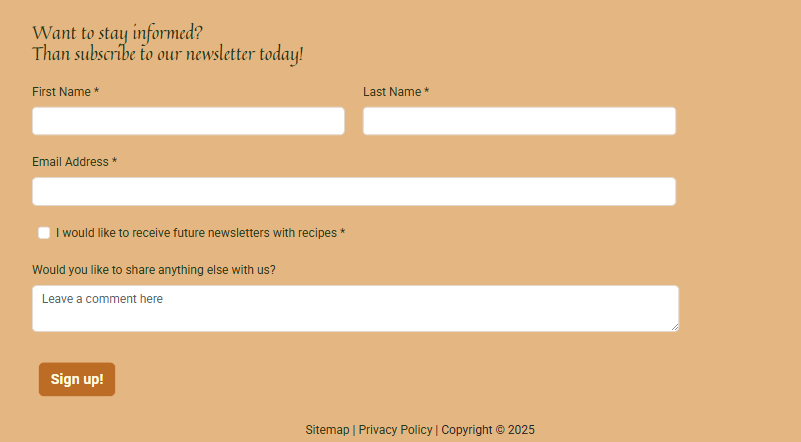 Want to stay informed?
Than subscribe to our newsletter today!
First Name *
Last Name *
Email Address *
I would like to receive future newsletters with recipes *
Would you like to share anything else with us?
Leave a comment here
Sign up!
Sitemap | Privacy Policy | Copyright © 2025